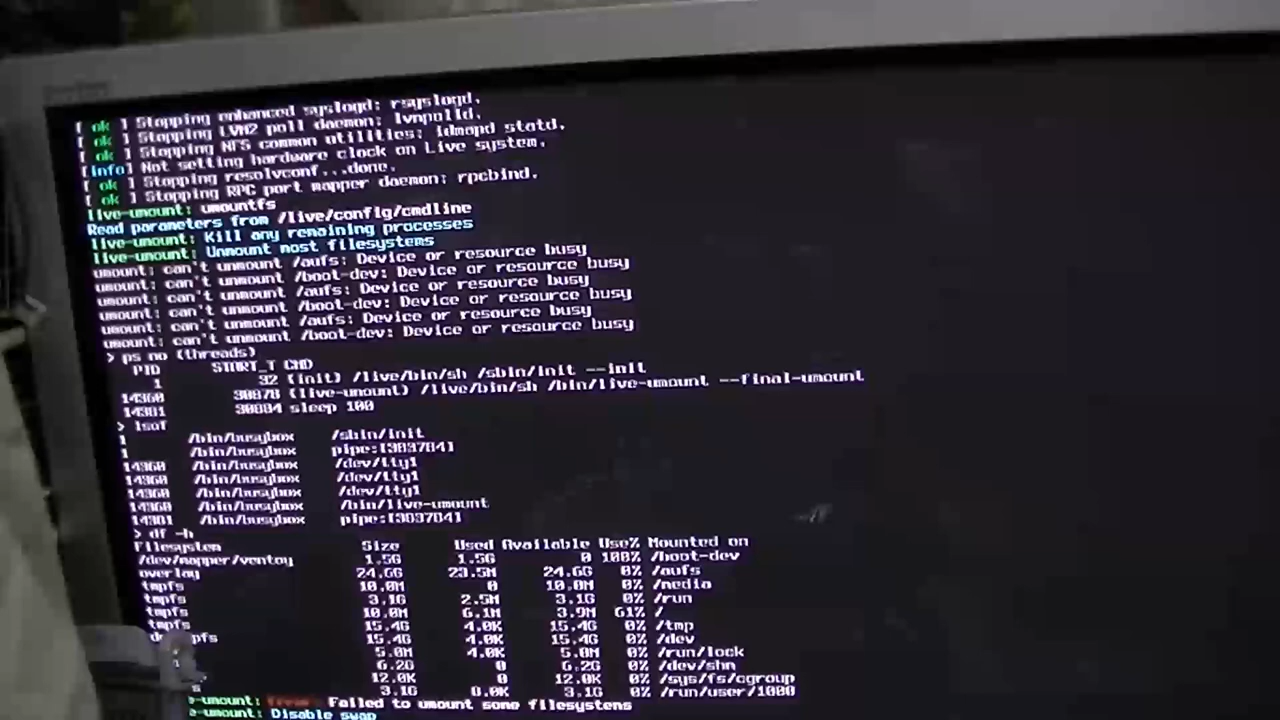 [ ok ] Stopping enhanced syslogd: rsyslogd.
[ ok ] Stopping LVM2 poll daemon: lvmpolld.
[ ok ] Stopping NFS common utilities: idmapd statd.
[info] Not setting hardware clock on Live system.
[ ok ] Stopping resolvconf...done.
[ ok ] Stopping RPC port mapper daemon: rpcbind.
live-umount: umountfs
Read parameters from /live/config/cmdline
live-umount: Kill any remaining processes
live-umount: Unmount most filesystems
umount: can't unmount /aufs: Device or resource busy
umount: can't unmount /boot-dev: Device or resource busy
umount: can't unmount /aufs: Device or resource busy
umount: can't unmount /boot-dev: Device or resource busy
umount: can't unmount /aufs: Device or resource busy
umount: can't unmount /boot-dev: Device or resource busy
> ps no (threads)
PID START_T CMD
1 32 (init) /live/bin/sh /sbin/init --init
14360 30878 (live-umount) /live/bin/sh /bin/live-umount --final-umount
14381 30884 sleep 100
> lsof
1 /bin/busybox /sbin/init
1 /bin/busybox pipe:[303784]
14360 /bin/busybox /dev/tty1
14360 /bin/busybox /dev/tty1
14360 /bin/busybox /dev/tty1
14360 /bin/busybox /bin/live-umount
14381 /bin/busybox pipe:[303784]
> df -h
Filesystem Size Used Available Use% Mounted on
/dev/mapper/ventoy 1.5G 1.5G 0 100% /boot-dev
overlay 24.6G 23.5M 24.6G 0% /aufs
tmpfs 10.0M 0 10.0M 0% /media
tmpfs 3.1G 2.5M 3.1G 0% /run
tmpfs 10.0M 6.1M 3.9M 61% /
tmpfs 15.4G 4.0K 15.4G 0% /tmp
15.4G 4.0K 15.4G 0% /dev
5.0M 4.0K 5.0M 0% /run/lock
6.2G 0 6.2G 0% /dev/shm
12.0K 0 12.0K 0% /sys/fs/cgroup
3.1G 0.0K 3.1G 0% /run/user/1000
-umount: Failed to umount some filesystems
-umount: Disable swap